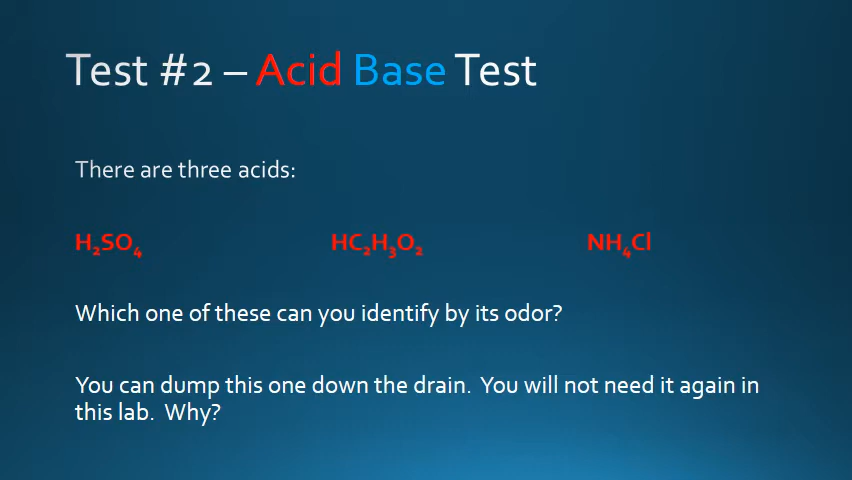 Test #2 – Acid Base Test
There are three acids:
H₂SO₄ HC₂H₃O₂ NH₄Cl
Which one of these can you identify by its odor?
You can dump this one down the drain.  You will not need it again in
this lab.  Why?